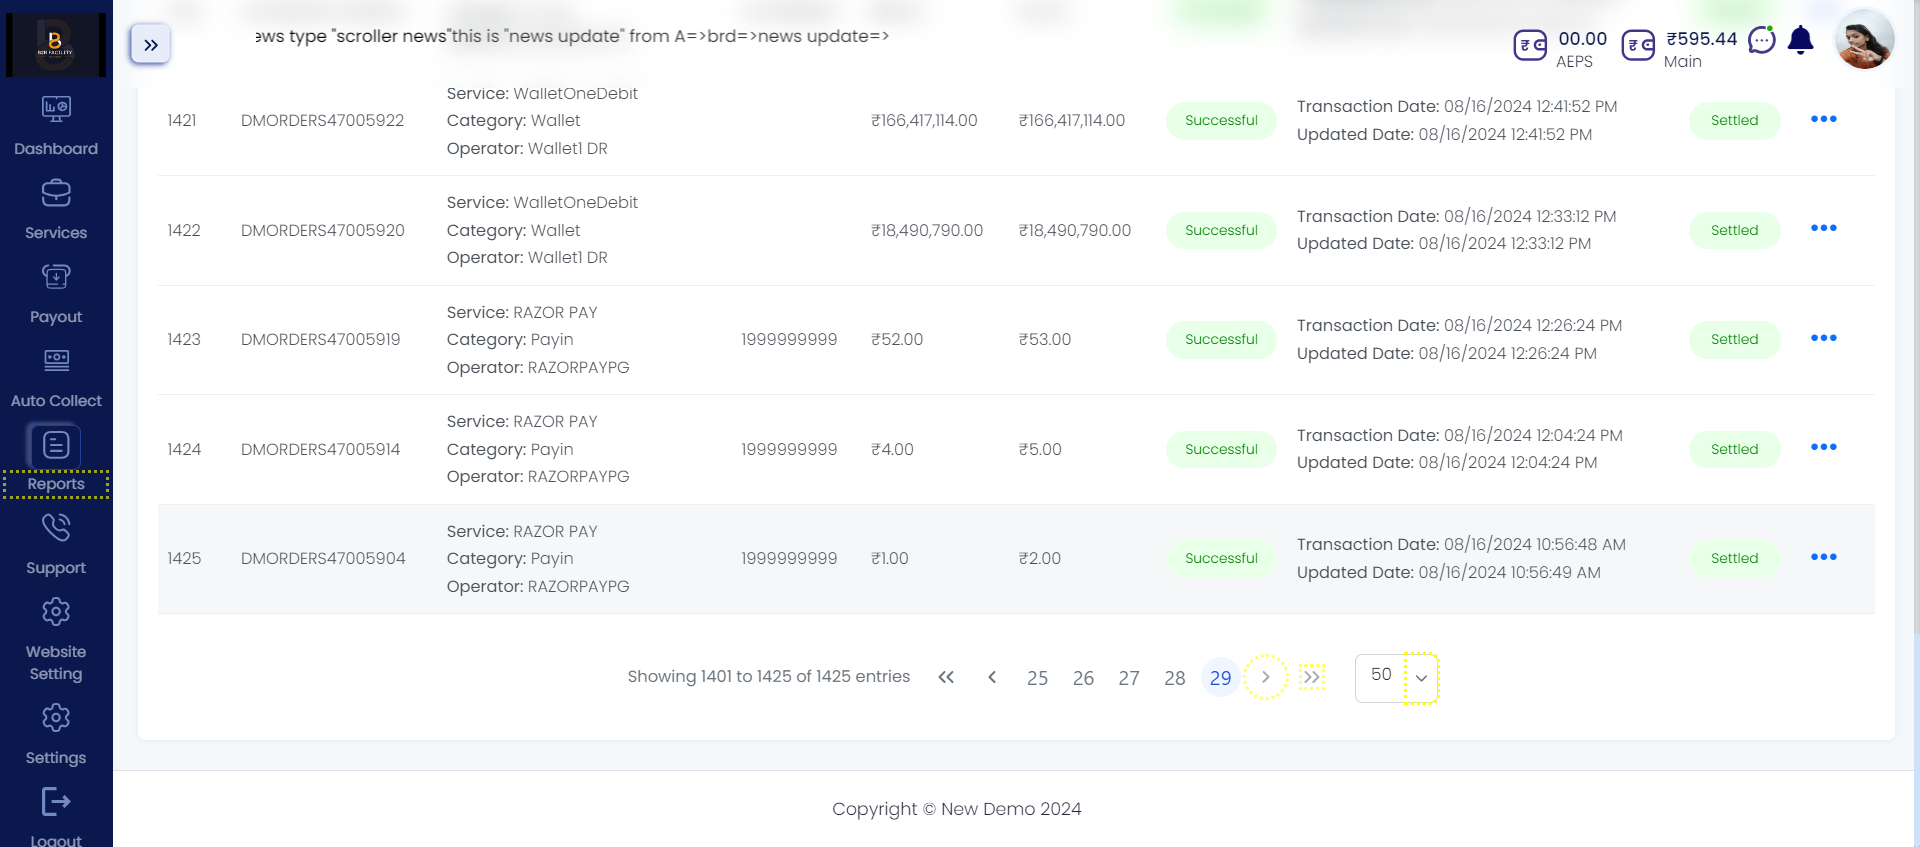 B2B FACILITY
ews type "scroller news"this is "news update" from A=>brd=>news update=>
00.00
AEPS
₹595.44
Main
Dashboard
Services
Payout
Auto Collect
Reports
Support
Website
Setting
Settings
Logout
Service: WalletOneDebit
1421 DMORDERS47005922 Category: Wallet ₹166,417,114.00 ₹166,417,114.00 Successful Transaction Date: 08/16/2024 12:41:52 PM Settled
Operator: Wallet1 DR Updated Date: 08/16/2024 12:41:52 PM
Service: WalletOneDebit
1422 DMORDERS47005920 Category: Wallet ₹18,490,790.00 ₹18,490,790.00 Successful Transaction Date: 08/16/2024 12:33:12 PM Settled
Operator: Wallet1 DR Updated Date: 08/16/2024 12:33:12 PM
Service: RAZOR PAY
1423 DMORDERS47005919 Category: Payin 1999999999 ₹52.00 ₹53.00 Successful Transaction Date: 08/16/2024 12:26:24 PM Settled
Operator: RAZORPAYPG Updated Date: 08/16/2024 12:26:24 PM
Service: RAZOR PAY
1424 DMORDERS47005914 Category: Payin 1999999999 ₹4.00 ₹5.00 Successful Transaction Date: 08/16/2024 12:04:24 PM Settled
Operator: RAZORPAYPG Updated Date: 08/16/2024 12:04:24 PM
Service: RAZOR PAY
1425 DMORDERS47005904 Category: Payin 1999999999 ₹1.00 ₹2.00 Successful Transaction Date: 08/16/2024 10:56:48 AM Settled
Operator: RAZORPAYPG Updated Date: 08/16/2024 10:56:49 AM
Showing 1401 to 1425 of 1425 entries 25 26 27 28 29 50
Copyright © New Demo 2024